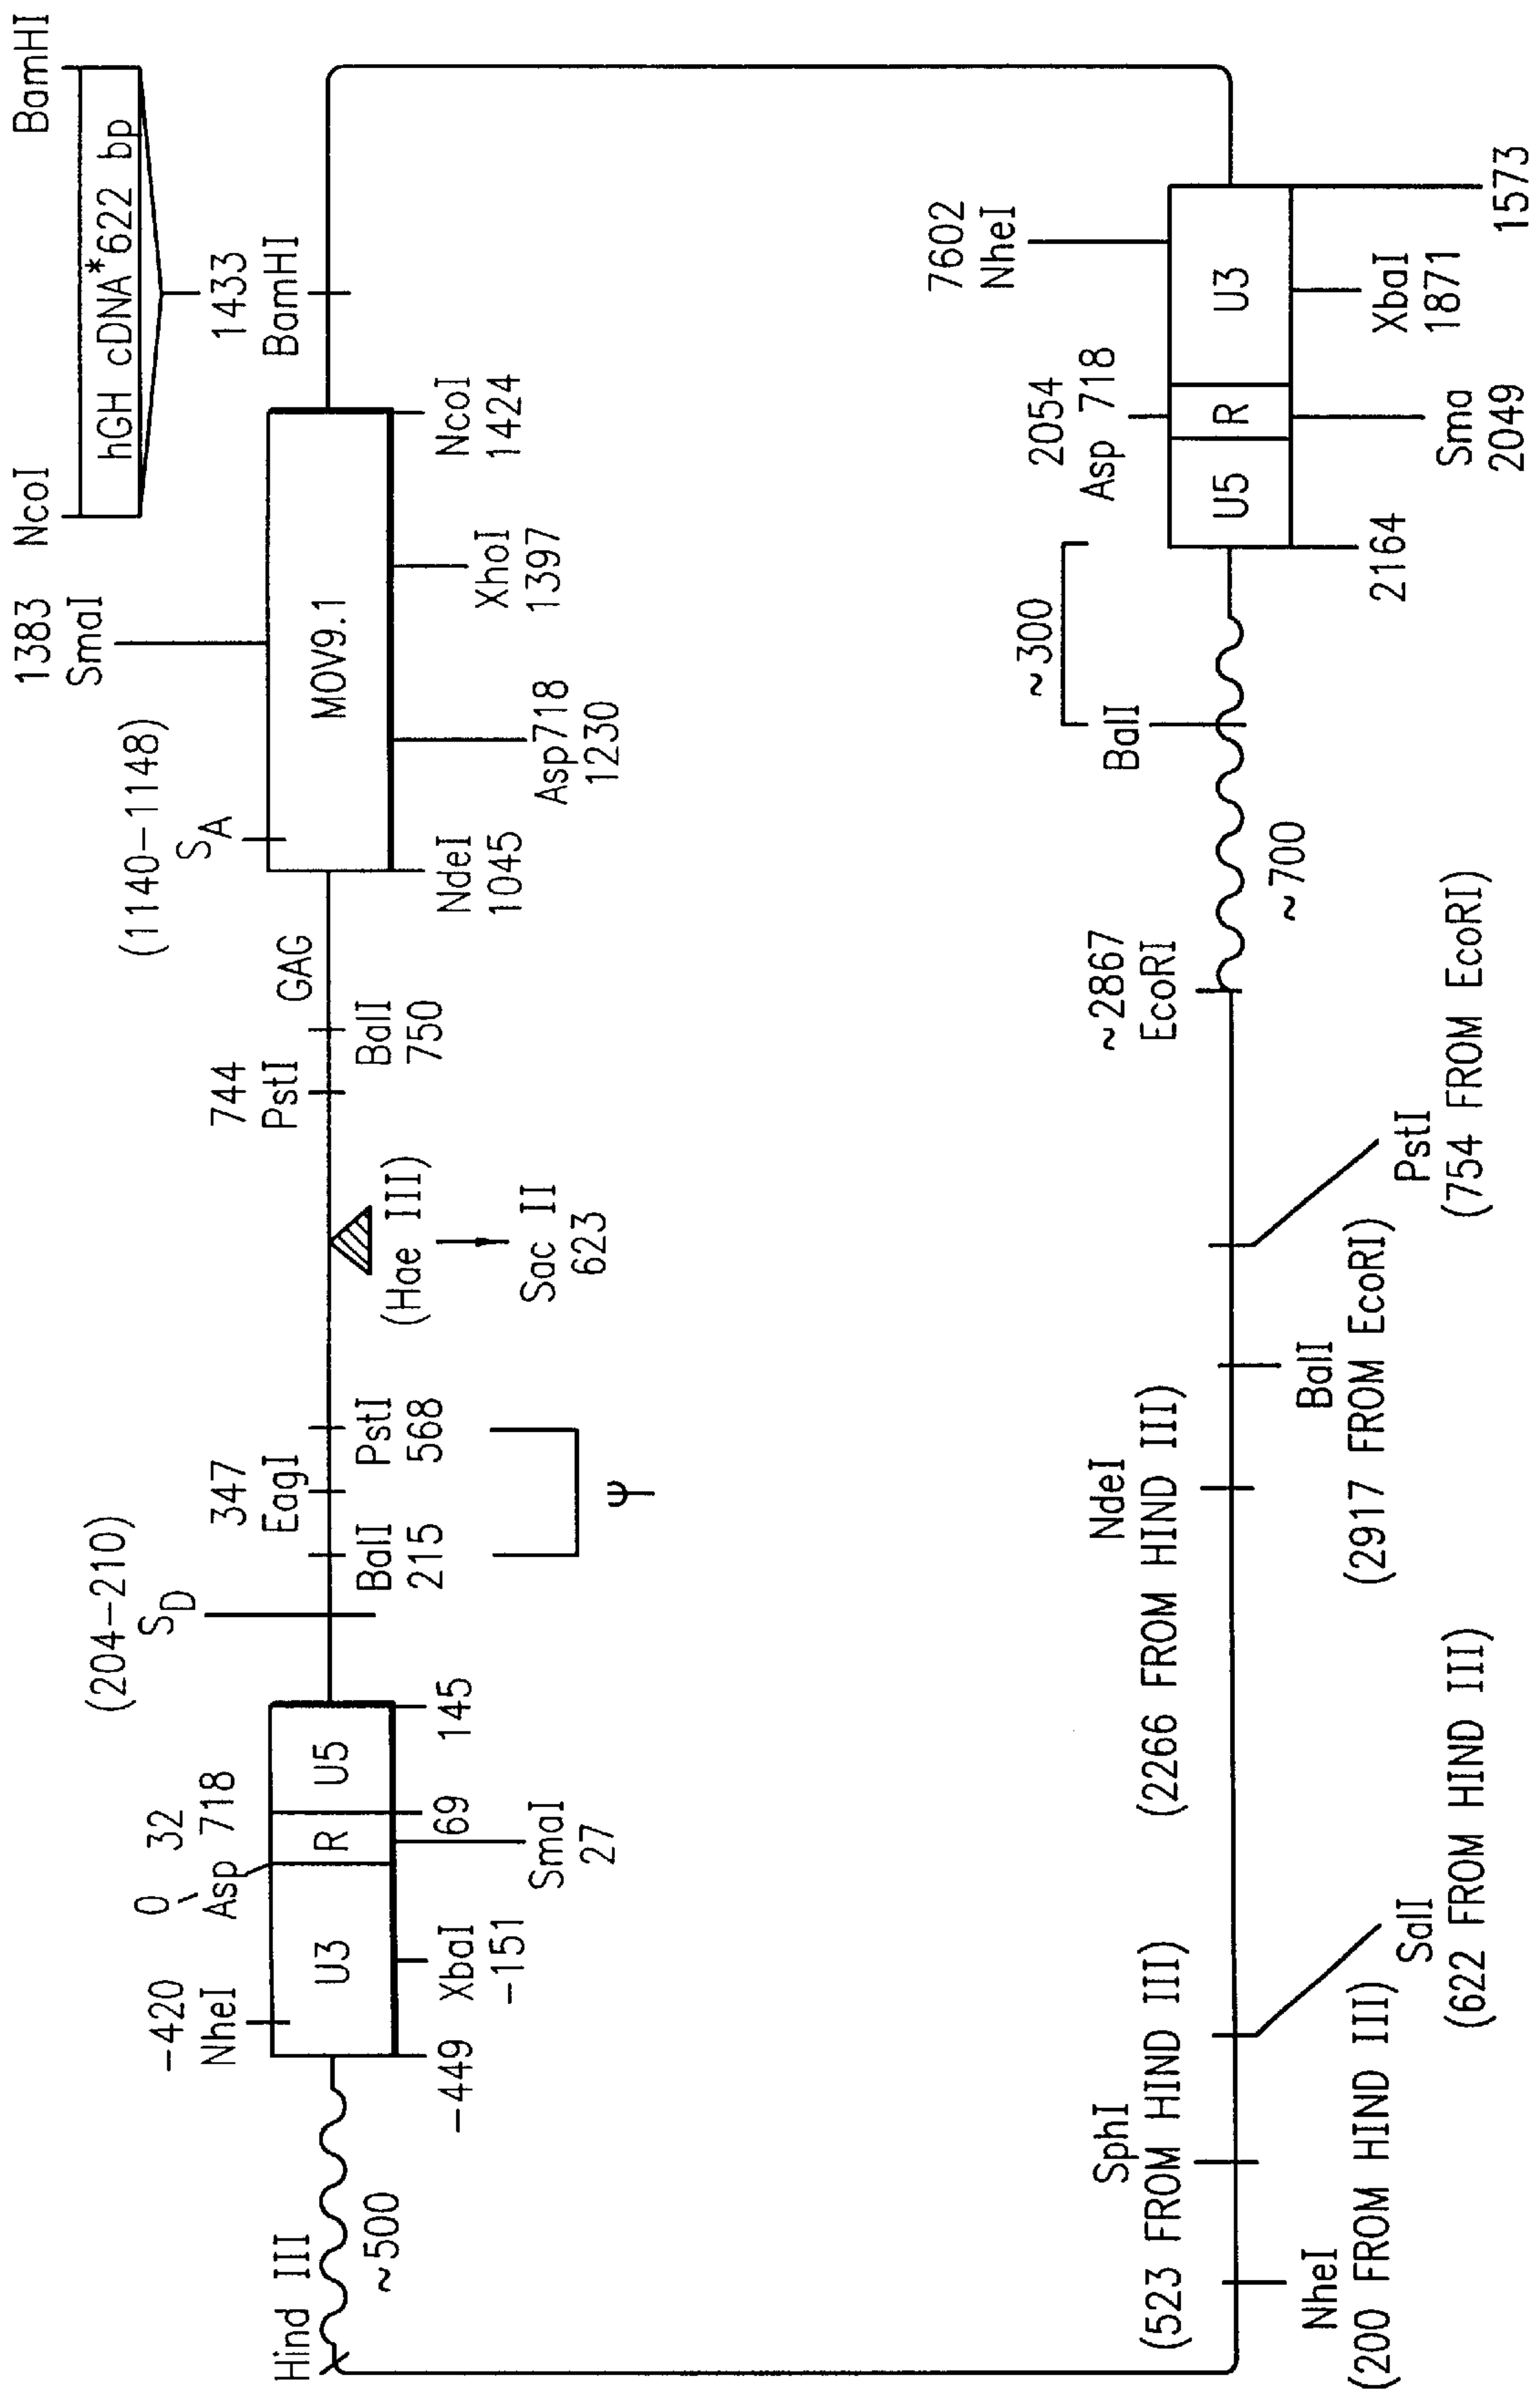 NcoI
BamHI
hGH cDNA*622 bp
1383
SmaI
1433
BamHI
(1140-1148)
SA
MOV9.1
NdeI
1045
Asp718
1230
XhoI
1397
NcoI
1424
GAG
744
PstI
BalI
750
(Hae III)
Sac II
623
347
EagI
BalI
215
PstI
568
ψ
(204-210)
SD
0
32
Asp 718
-420
NheI
U3
R
U5
-449
XbaI
-151
69
SmaI
27
145
Hind III
~500
7602
NheI
2054
Asp 718
U5
R
U3
2164
Sma
2049
XbaI
1871
1573
~300
BalI
~700
~2867
EcoRI
PstI
(754 FROM EcoRI)
BalI
(2917 FROM EcoRI)
NdeI
(2266 FROM HIND III)
SalI
(622 FROM HIND III)
SphI
(523 FROM HIND III)
NheI
(200 FROM HIND III)